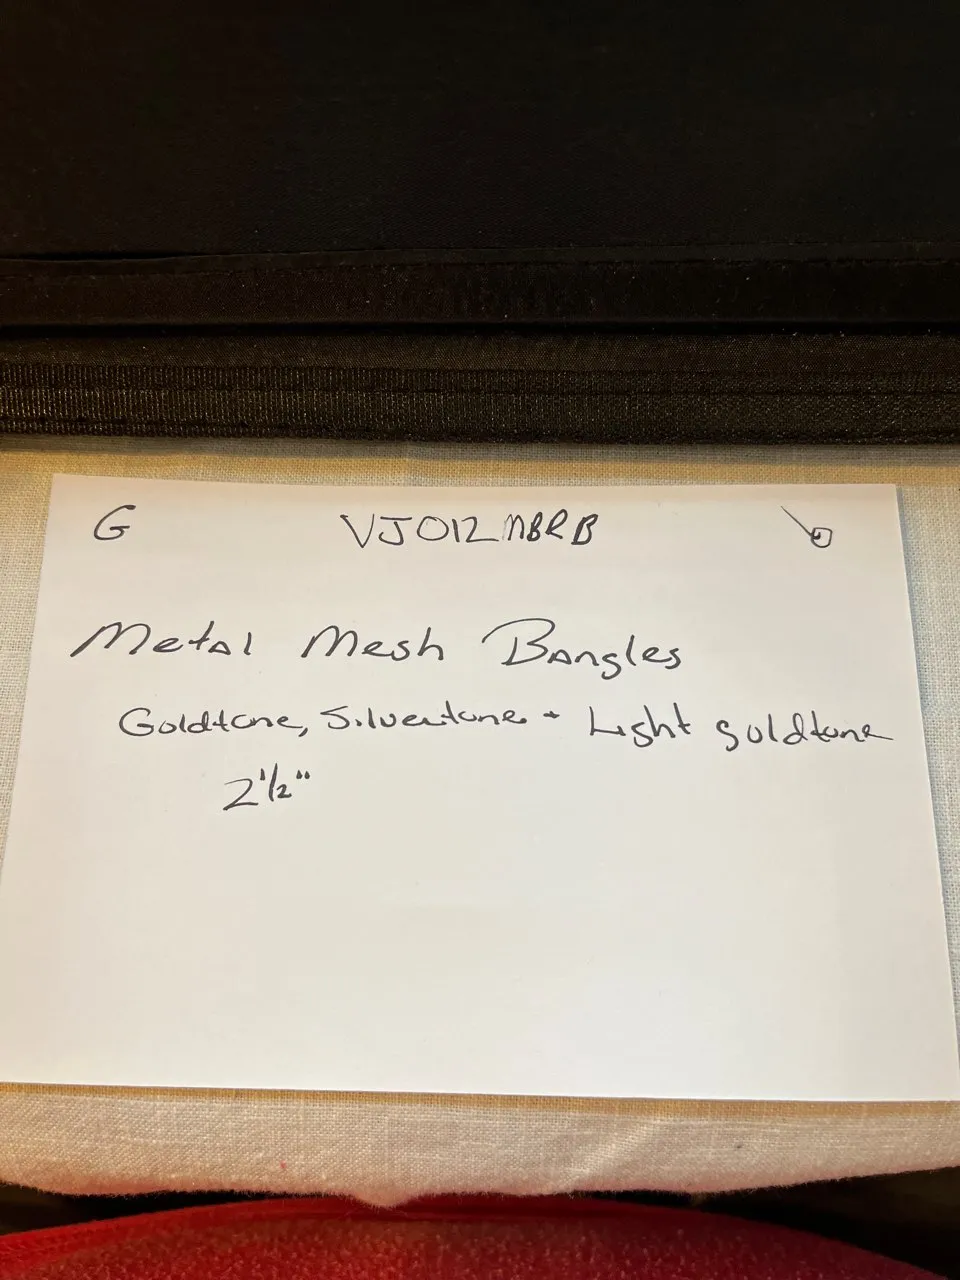 G VJ012MBRB
Metal Mesh Bangles
Goldtone, Silvertone + Light goldtone
2 1/2"